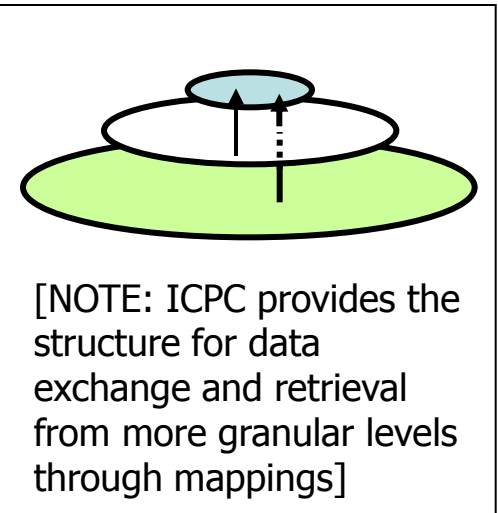 [NOTE: ICPC provides the
structure for data
exchange and retrieval
from more granular levels
through mappings]